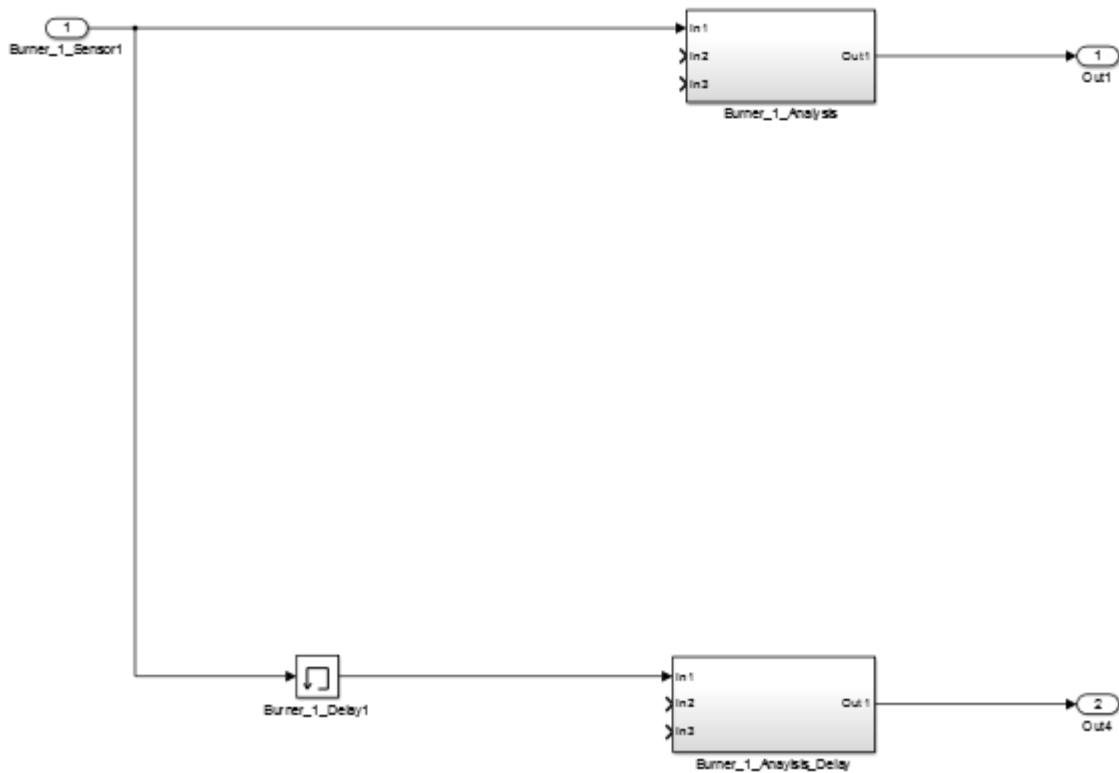 1
Burner_1_Sensor1
In1
In2
In3
Out1
Burner_1_Analysis
1
Out1
Burner_1_Delay1
In1
In2
In3
Out1
Burner_1_Anaylsis_Delay
2
Out4